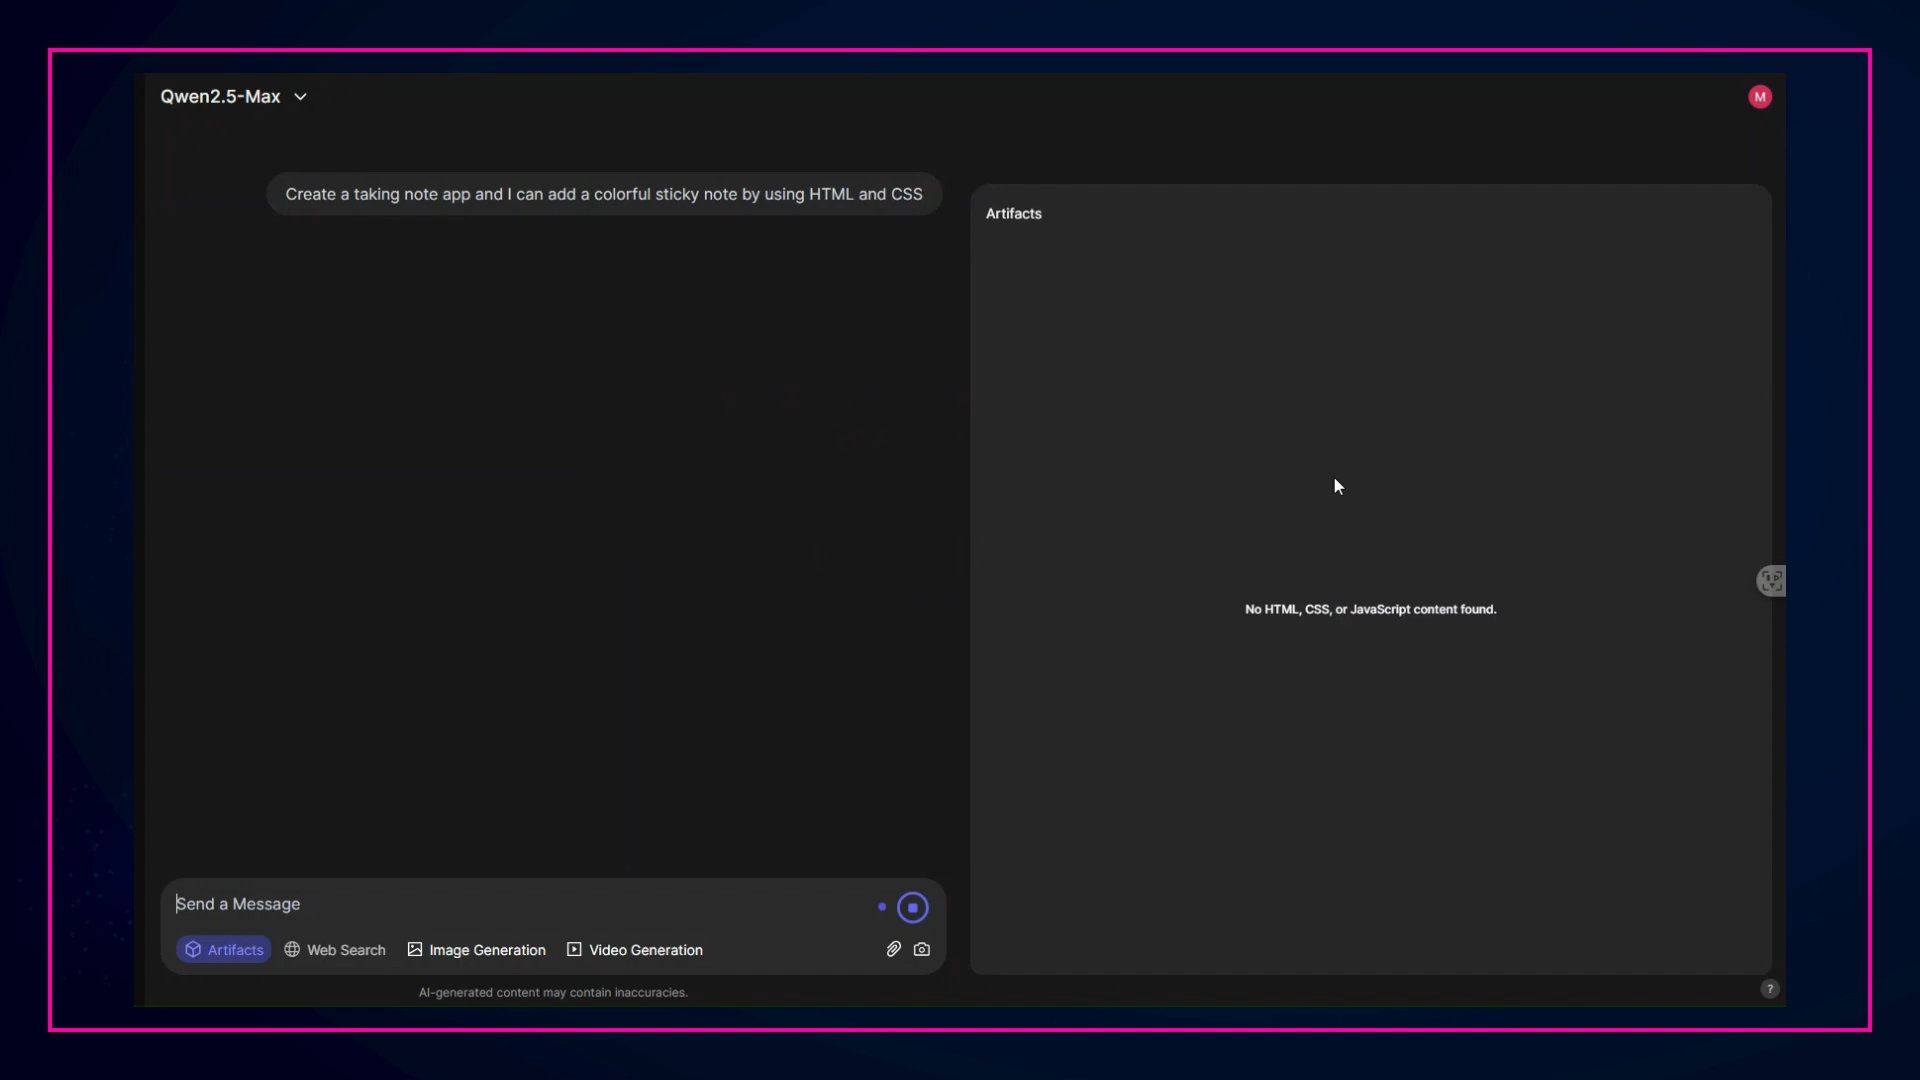 Qwen2.5-Max
M
Create a taking note app and I can add a colorful sticky note by using HTML and CSS
Artifacts
No HTML, CSS, or JavaScript content found.
Send a Message
Artifacts Web Search Image Generation Video Generation
AI-generated content may contain inaccuracies.
?